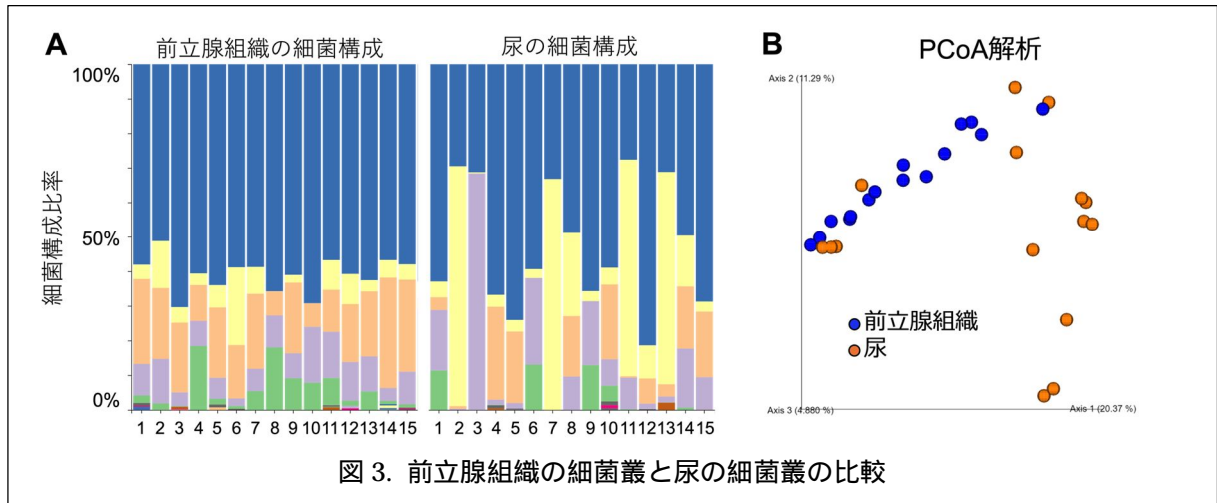 A
前立腺組織の細菌構成
尿の細菌構成
細菌構成比率
100%
50%
0%
1 2 3 4 5 6 7 8 9 10 11 12 13 14 15
1 2 3 4 5 6 7 8 9 10 11 12 13 14 15
B
PCoA解析
Axis 2 (11.29 %)
前立腺組織
尿
Axis 3 (4.880 %)
Axis 1 (20.37 %)
図 3. 前立腺組織の細菌叢と尿の細菌叢の比較